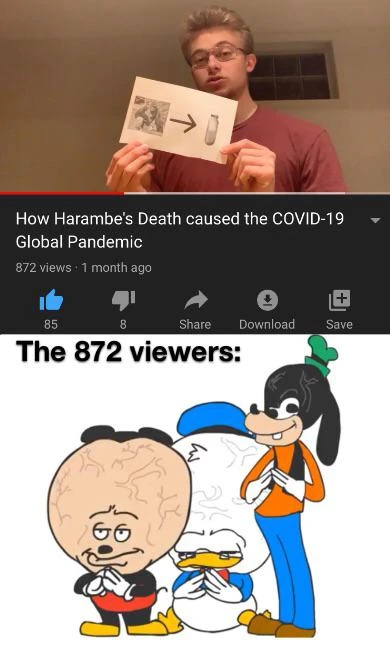 How Harambe's Death caused the COVID-19
Global Pandemic
872 views · 1 month ago
85
8
Share
Download
Save
The 872 viewers: